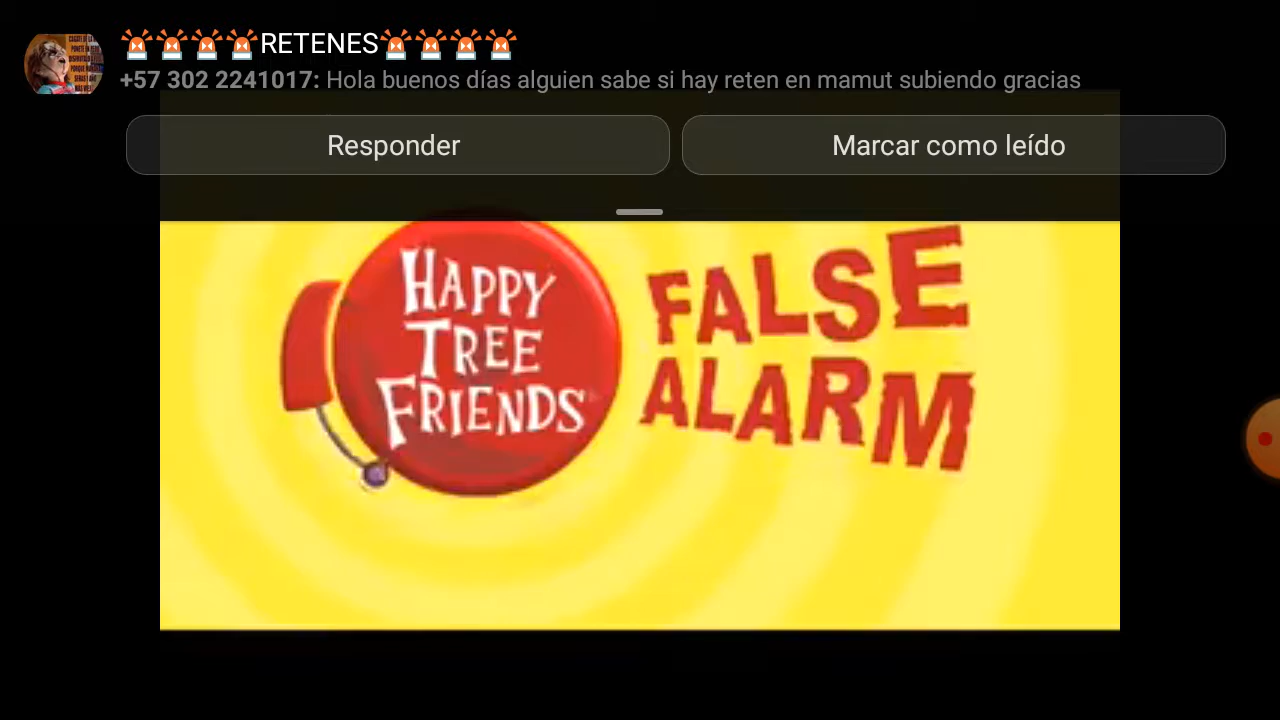 🚨🚨🚨🚨RETENES🚨🚨🚨🚨
+57 302 2241017: Hola buenos días alguien sabe si hay reten en mamut subiendo gracias
Responder
Marcar como leído
HAPPY
TREE
FRIENDS
FALSE
ALARM